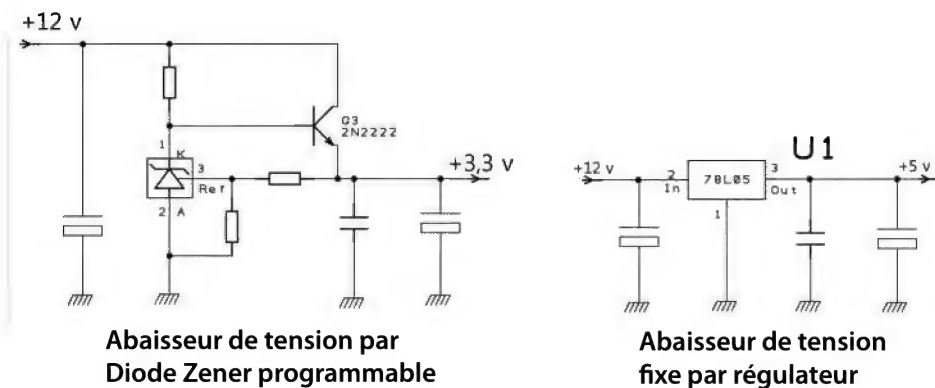 +12 v
Q3
2N2222
1
K
3
Ref
2
A
+3,3 v
Abaisseur de tension par
Diode Zener programmable
U1
+12 v
2
In
78L05
3
Out
+5 v
1
Abaisseur de tension
fixe par régulateur